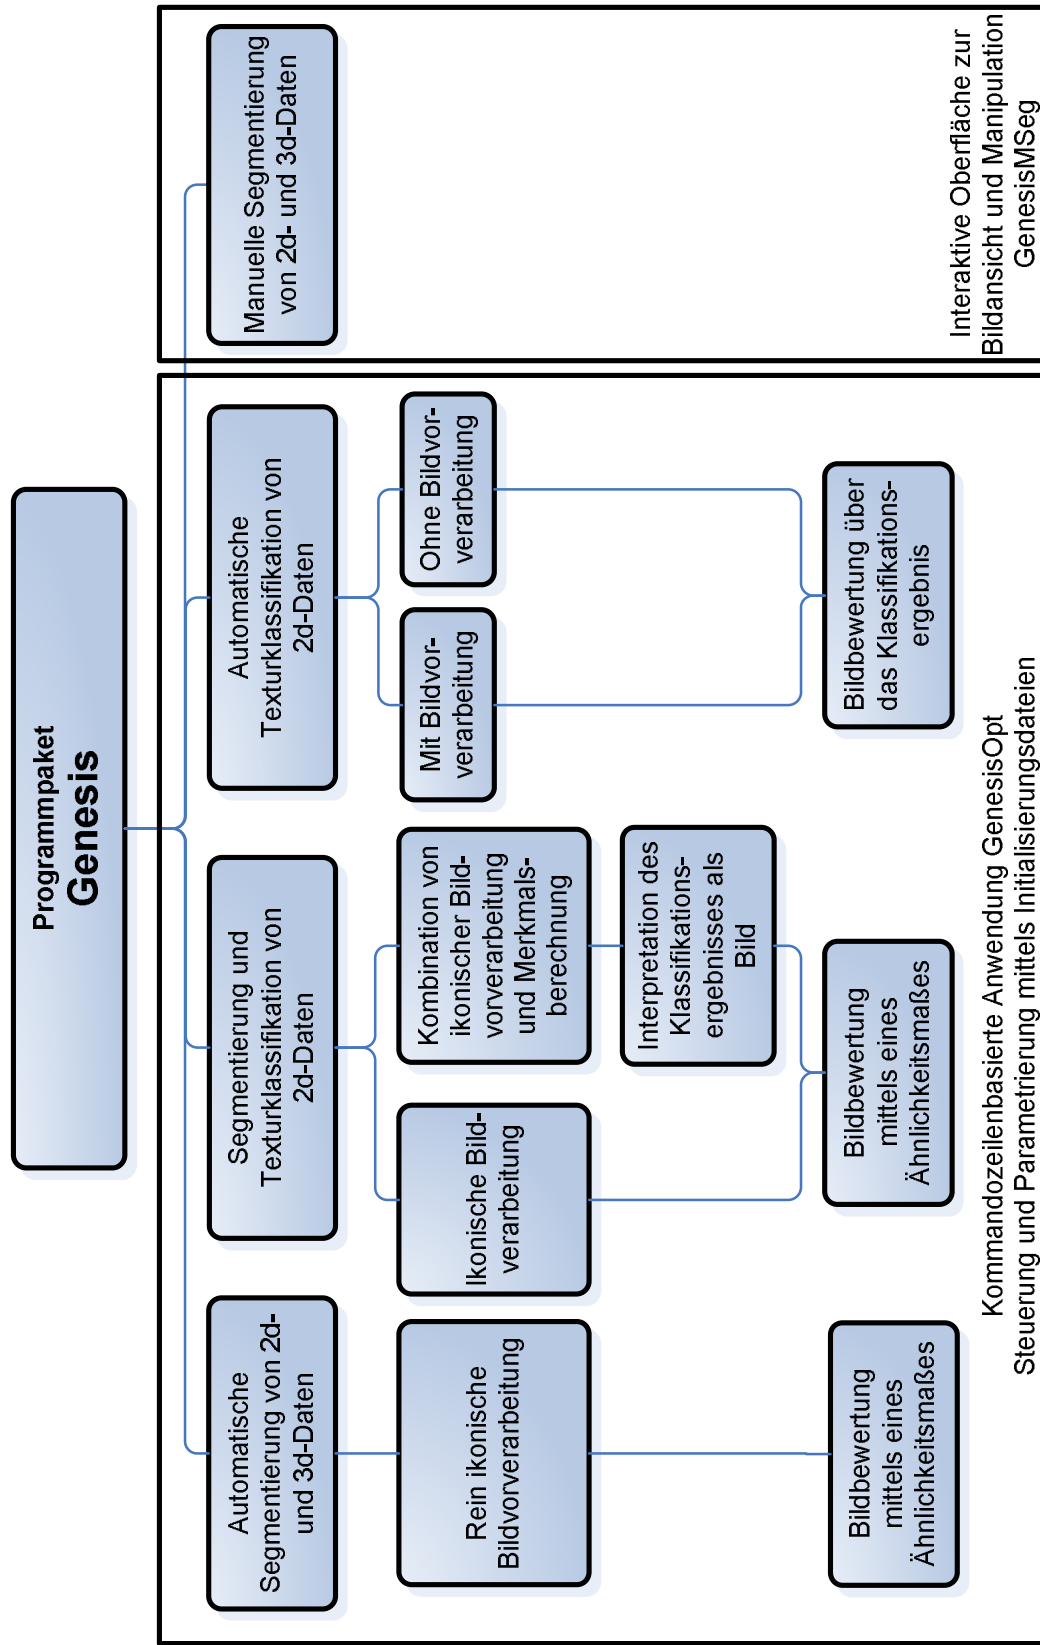 Programmpaket
Genesis
Automatische
Segmentierung von 2d-
und 3d-Daten
Segmentierung und
Texturklassifikation von
2d-Daten
Automatische
Texturklassifikation von
2d-Daten
Manuelle Segmentierung
von 2d- und 3d-Daten
Rein ikonische
Bildvorverarbeitung
Ikonische Bild-
verarbeitung
Kombination von
ikonischer Bild-
vorverarbeitung
und Merkmals-
berechnung
Mit Bildvor-
verarbeitung
Ohne Bildvor-
verarbeitung
Interpretation des
Klassifikations-
ergebnisses als
Bild
Bildbewertung
mittels eines
Ähnlichkeitsmaßes
Bildbewertung
mittels eines
Ähnlichkeitsmaßes
Bildbewertung über
das Klassifikations-
ergebnis
Kommandozeilenbasierte Anwendung GenesisOpt
Steuerung und Parametrierung mittels Initialisierungsdateien
Interaktive Oberfläche zur
Bildansicht und Manipulation
GenesisMSeg